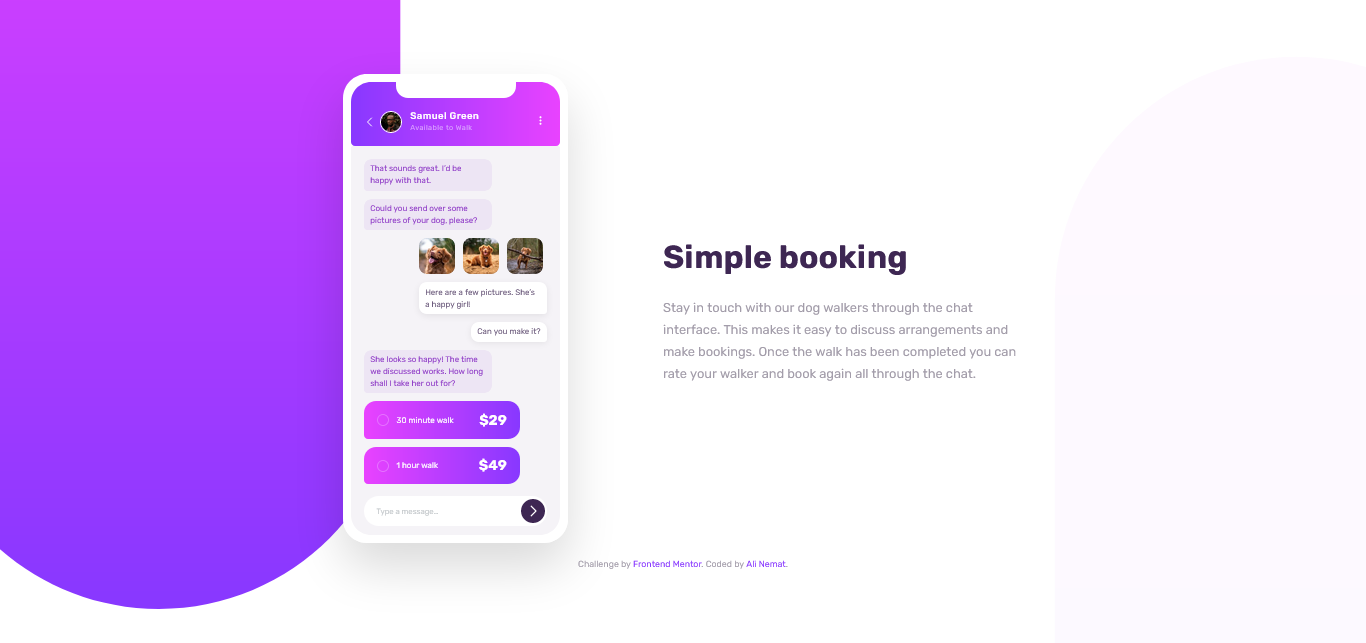 Samuel Green
Available to Walk
That sounds great. I'd be
happy with that.
Could you send over some
pictures of your dog, please?
Here are a few pictures. She's
a happy girl!
Can you make it?
She looks so happy! The time
we discussed works. How long
shall I take her out for?
30 minute walk $29
1 hour walk $49
Type a message…
Simple booking
Stay in touch with our dog walkers through the chat
interface. This makes it easy to discuss arrangements and
make bookings. Once the walk has been completed you can
rate your walker and book again all through the chat.
Challenge by Frontend Mentor. Coded by Ali Nemat.